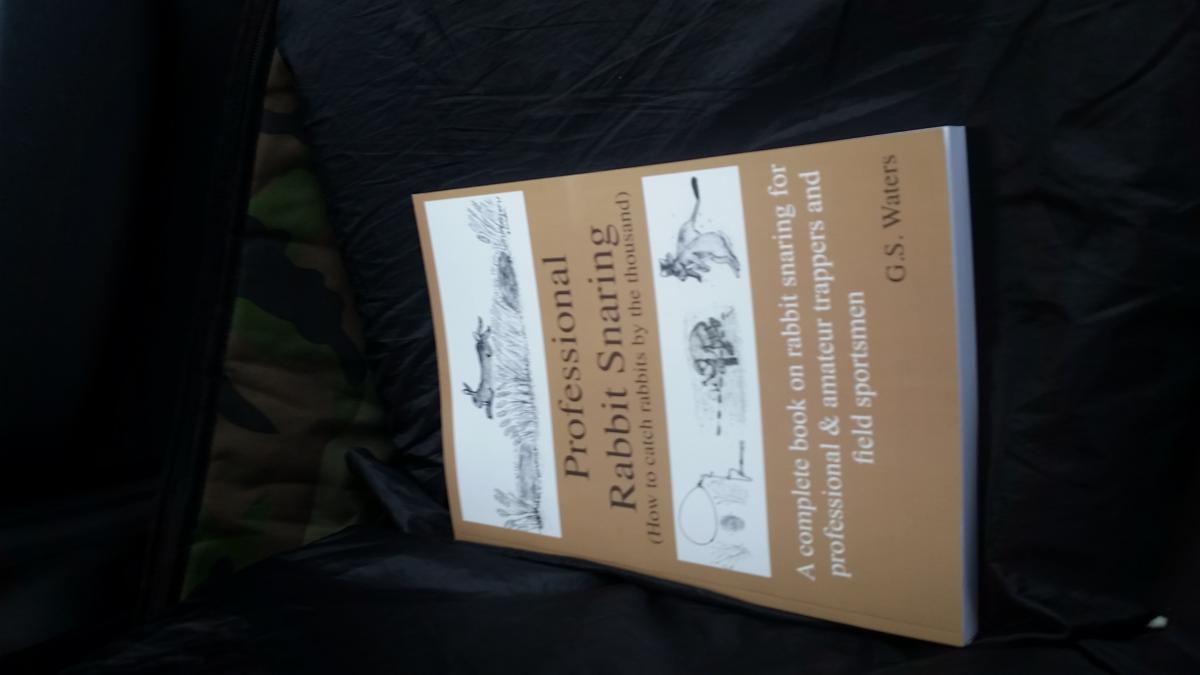 Professional
Rabbit Snaring
(How to catch rabbits by the thousand)
A complete book on rabbit snaring for
professional & amateur trappers and
field sportsmen
G.S. Waters